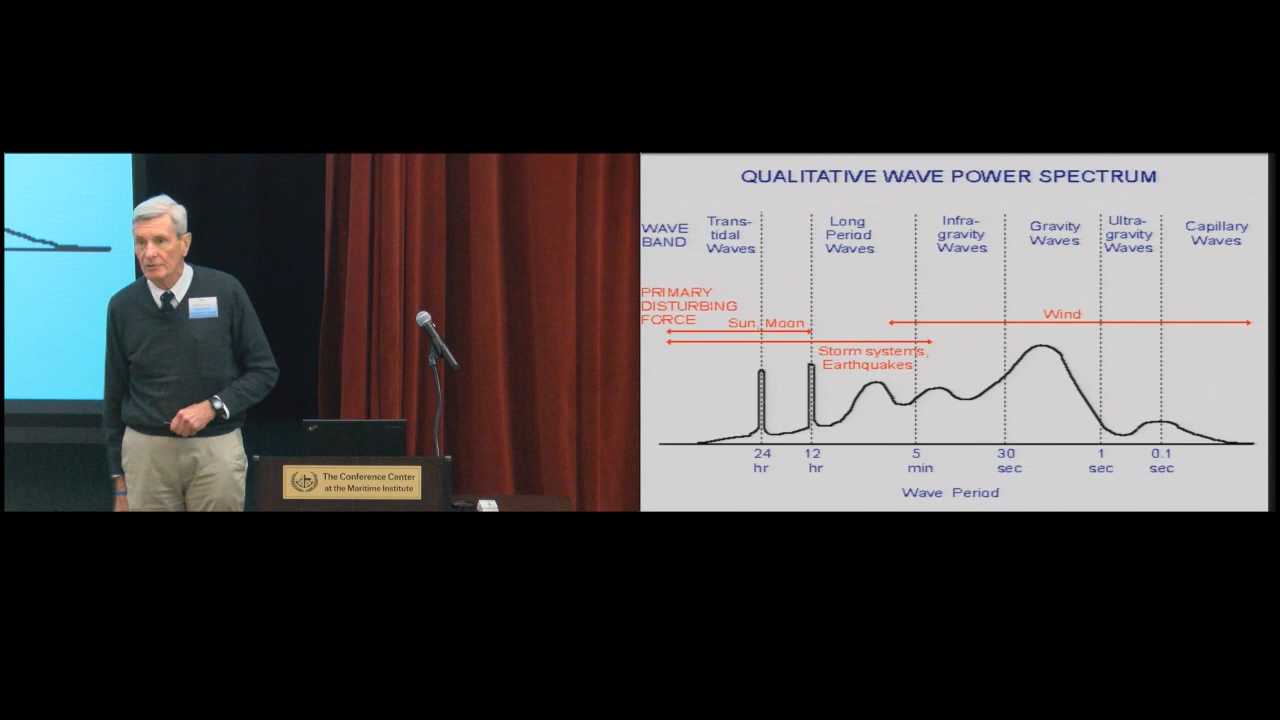 The Conference Center
at the Maritime Institute
QUALITATIVE WAVE POWER SPECTRUM
WAVE
BAND
Trans-
tidal
Waves
Long
Period
Waves
Infra-
gravity
Waves
Gravity
Waves
Ultra-
gravity
Waves
Capillary
Waves
PRIMARY
DISTURBING
FORCE
Sun, Moon
Wind
Storm systems,
Earthquakes
24
hr
12
hr
5
min
30
sec
1
sec
0.1
sec
Wave Period